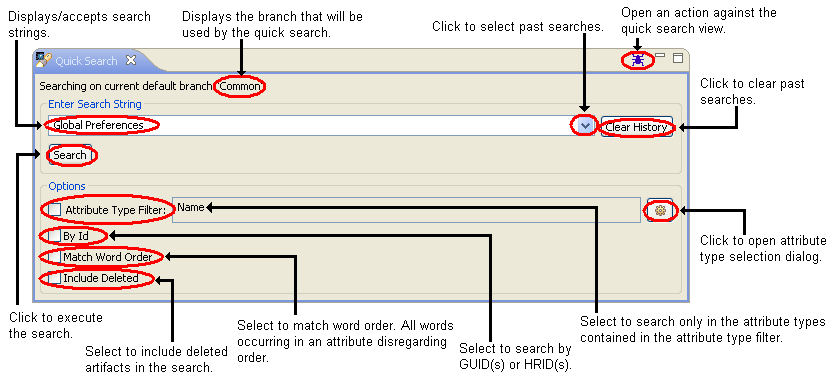 Displays/accepts search
strings.
Displays the branch that will be
used by the quick search.
Click to select past searches.
Open an action against the
quick search view.
Quick Search
Searching on current default branch: Common
Click to clear past
searches.
Enter Search String
Global Preferences
Clear History
Search
Options
Attribute Type Filter:
Name
By Id
Match Word Order
Include Deleted
Click to open attribute
type selection dialog.
Click to execute
the search.
Select to include deleted
artifacts in the search.
Select to match word order. All words
occurring in an attribute disregarding
order.
Select to search by
GUID(s) or HRID(s).
Select to search only in the attribute types
contained in the attribute type filter.